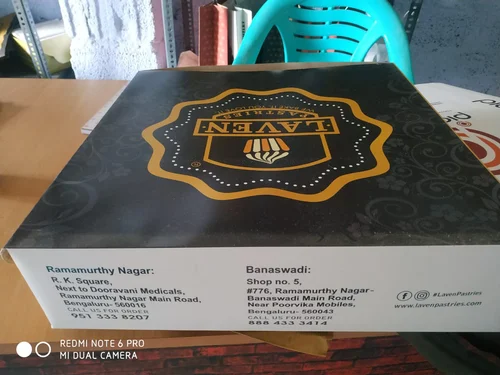 LAVEN
PASTRIES
®
Ramamurthy Nagar:
R. K. Square,
Next to Dooravani Medicals,
Ramamurthy Nagar Main Road,
Bengaluru- 560016
CALL US FOR ORDER
951 333 8207
Banaswadi:
Shop no. 5,
#776, Ramamurthy Nagar-
Banaswadi Main Road,
Near Poorvika Mobiles,
Bengaluru- 560043
CALL US FOR ORDER
888 433 3414
#LavenPastries
www.lavenpastries.com
REDMI NOTE 6 PRO
MI DUAL CAMERA